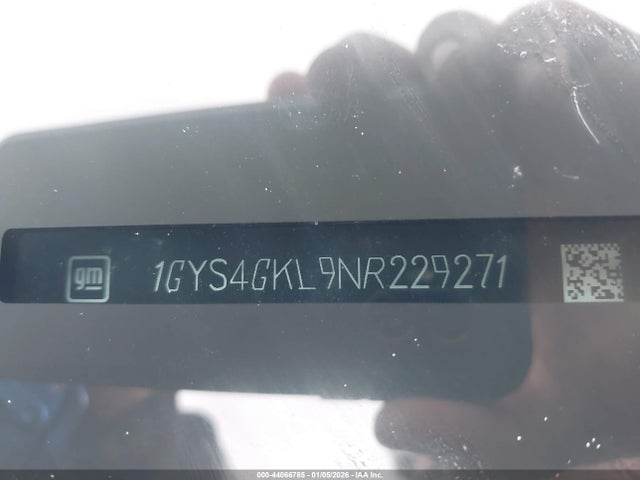 gm 1GYS4GKL9NR229271
000-44066785 - 01/05/2026 - IAA Inc.